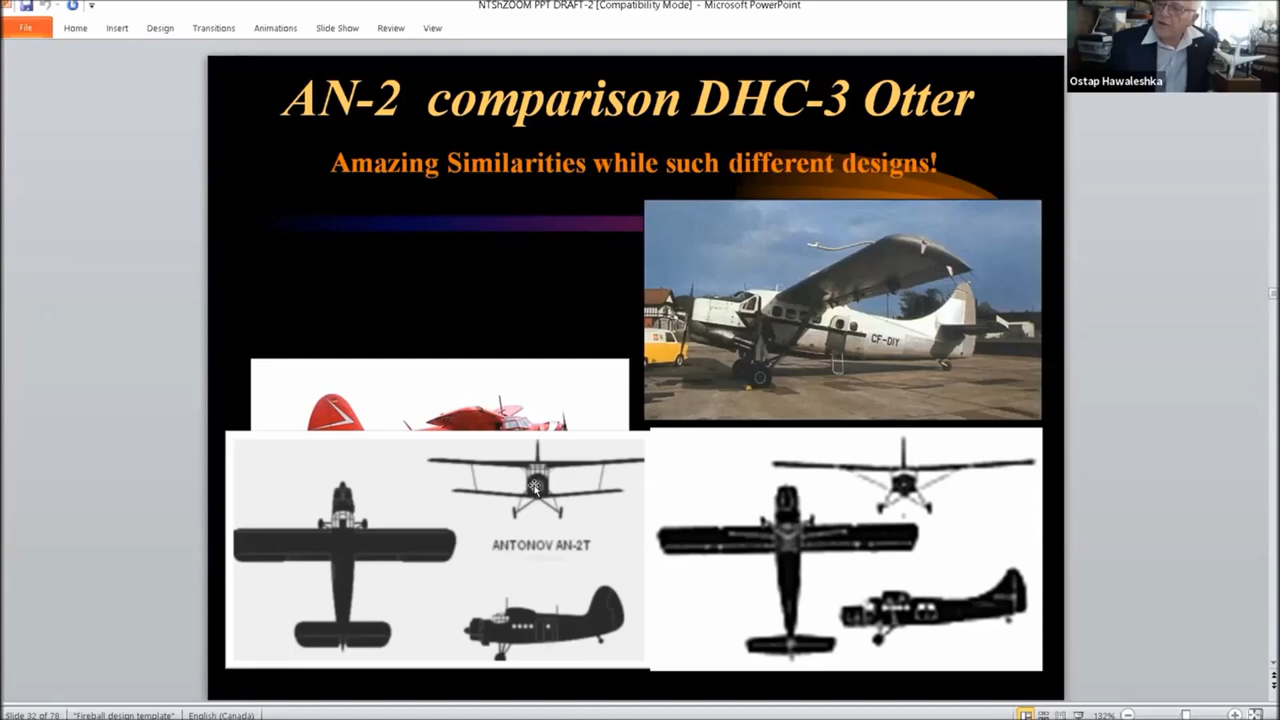 NTShZOOM PPT DRAFT-2 [Compatibility Mode] - Microsoft PowerPoint
File Home Insert Design Transitions Animations Slide Show Review View
Ostap Hawaleshka
AN-2 comparison DHC-3 Otter
Amazing Similarities while such different designs!
CF-DIY
ANTONOV AN-2T
Slide 32 of 78 "Fireball design template" English (Canada) 132%